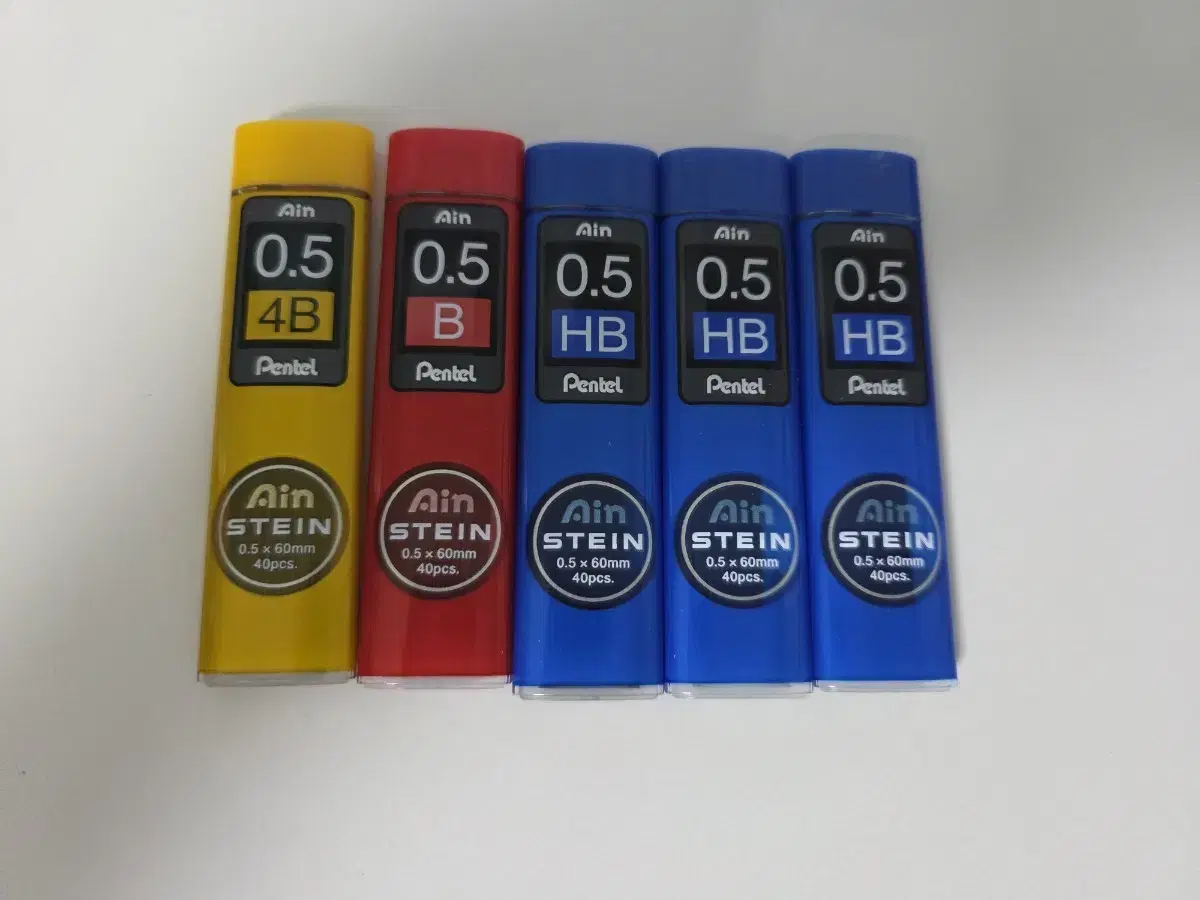 Ain
0.5
4B
Pentel
Ain
STEIN
0.5 × 60mm
40pcs.
Ain
0.5
B
Pentel
Ain
STEIN
0.5 × 60mm
40pcs.
Ain
0.5
HB
Pentel
Ain
STEIN
0.5 × 60mm
40pcs.
Ain
0.5
HB
Pentel
Ain
STEIN
0.5 × 60mm
40pcs.
Ain
0.5
HB
Pentel
Ain
STEIN
0.5 × 60mm
40pcs.